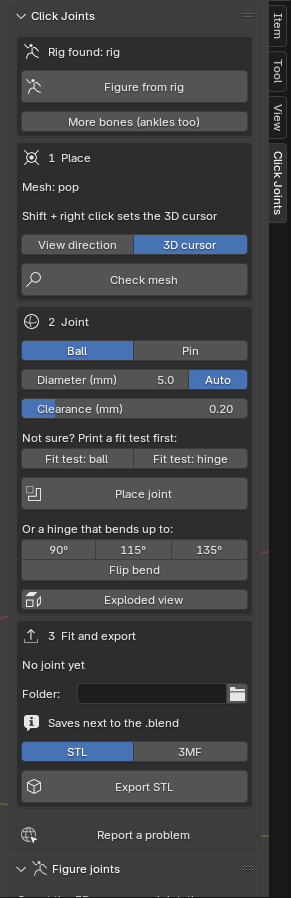 Click Joints
Rig found: rig
Figure from rig
More bones (ankles too)
1 Place
Mesh: pop
Shift + right click sets the 3D cursor
View direction 3D cursor
Check mesh
2 Joint
Ball Pin
Diameter (mm) 5.0 Auto
Clearance (mm) 0.20
Not sure? Print a fit test first:
Fit test: ball Fit test: hinge
Place joint
Or a hinge that bends up to:
90° 115° 135°
Flip bend
Exploded view
3 Fit and export
No joint yet
Folder:
Saves next to the .blend
STL 3MF
Export STL
Report a problem
Figure joints
Item
Tool
View
Click Joints